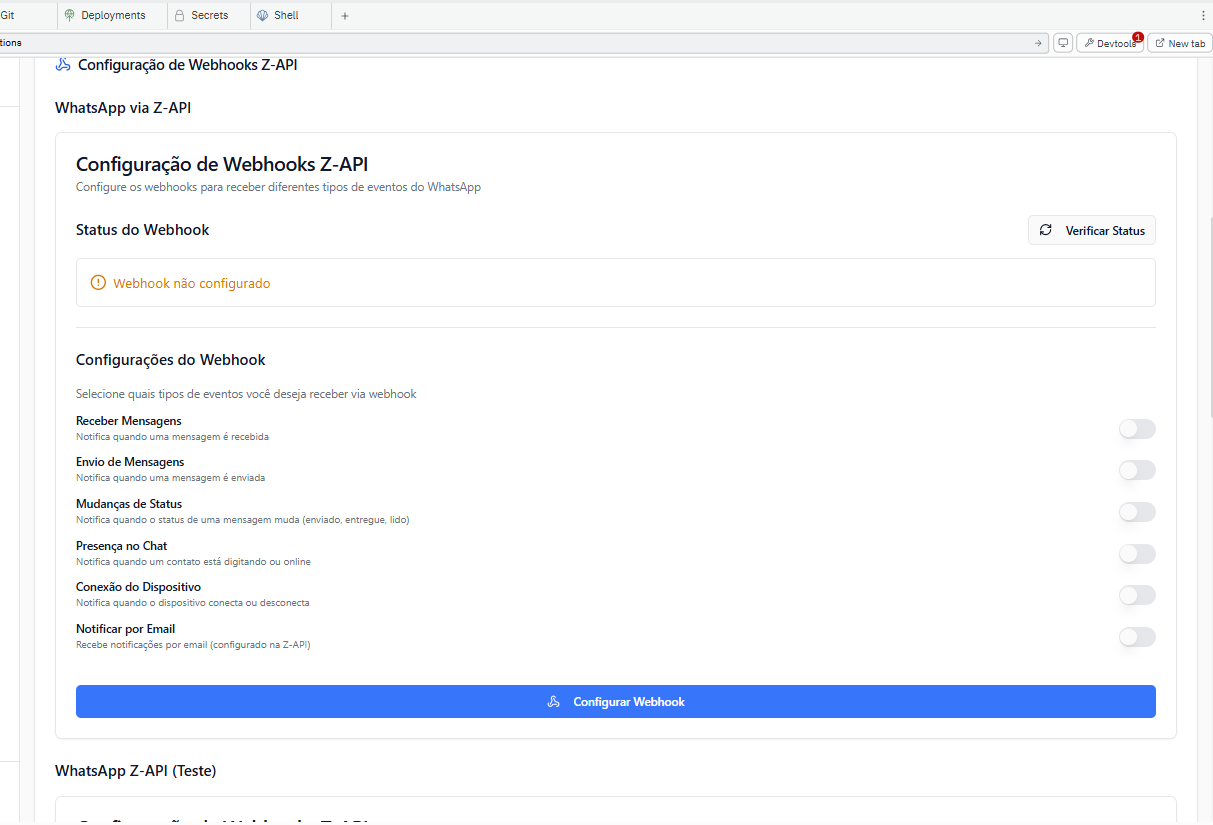 Git
Deployments
Secrets
Shell
+
tions
Devtools
1
New tab
Configuração de Webhooks Z-API
WhatsApp via Z-API
Configuração de Webhooks Z-API
Configure os webhooks para receber diferentes tipos de eventos do WhatsApp
Status do Webhook
Verificar Status
Webhook não configurado
Configurações do Webhook
Selecione quais tipos de eventos você deseja receber via webhook
Receber Mensagens
Notifica quando uma mensagem é recebida
Envio de Mensagens
Notifica quando uma mensagem é enviada
Mudanças de Status
Notifica quando o status de uma mensagem muda (enviado, entregue, lido)
Presença no Chat
Notifica quando um contato está digitando ou online
Conexão do Dispositivo
Notifica quando o dispositivo conecta ou desconecta
Notificar por Email
Recebe notificações por email (configurado na Z-API)
Configurar Webhook
WhatsApp Z-API (Teste)